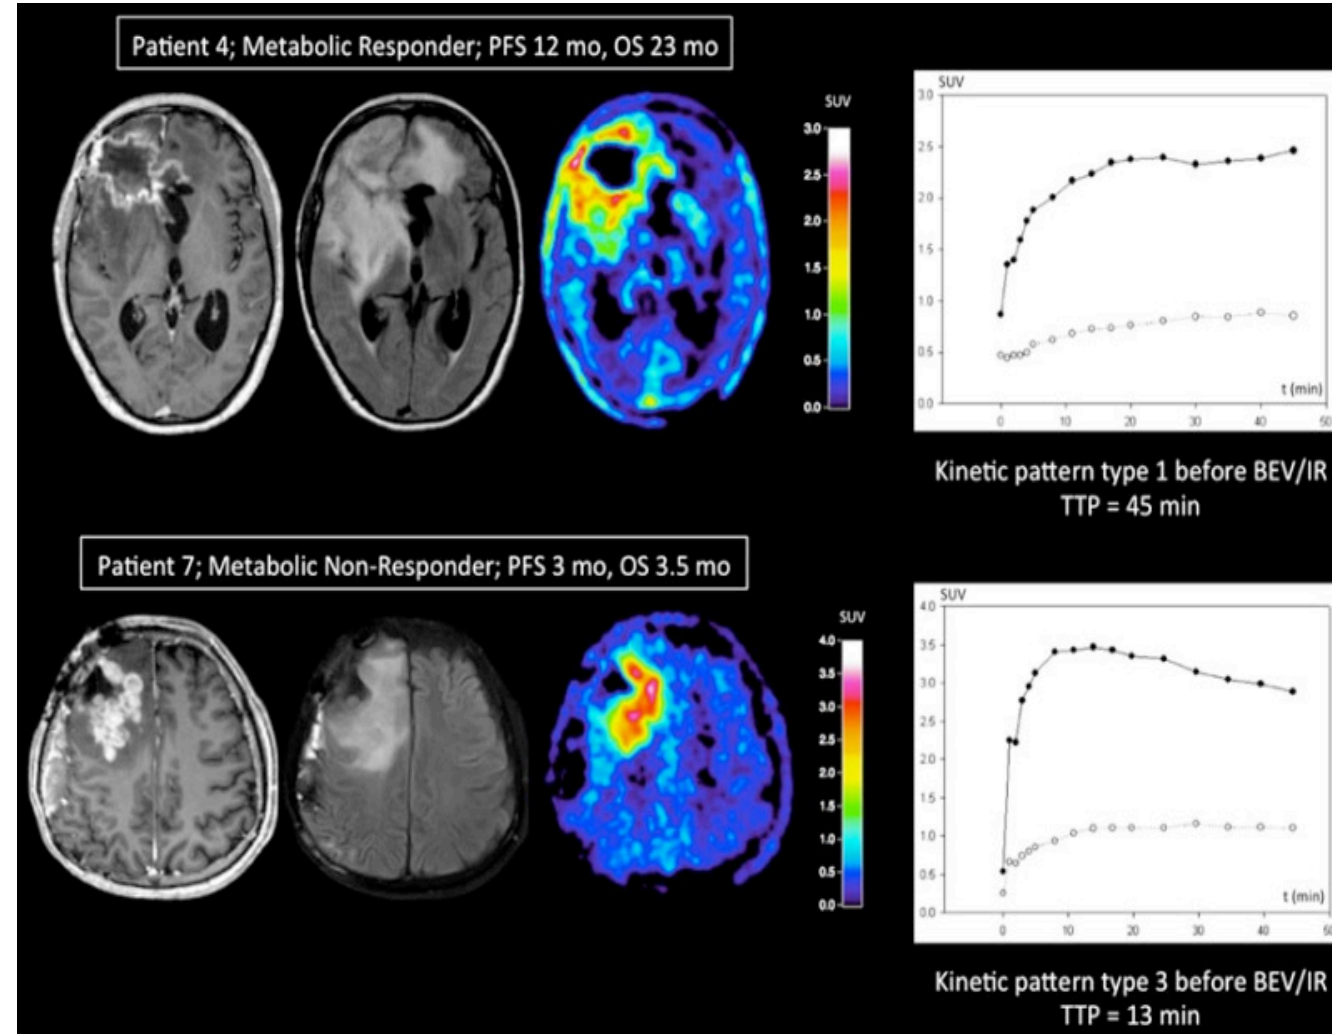 Patient 4; Metabolic Responder; PFS 12 mo, OS 23 mo
SUV
3.0
2.5
2.0
1.5
1.0
0.5
0.0
SUV
3.0
2.5
2.0
1.5
1.0
0.5
0.0
t (min)
0 10 20 30 40 50
Kinetic pattern type 1 before BEV/IR
TTP = 45 min
Patient 7; Metabolic Non-Responder; PFS 3 mo, OS 3.5 mo
SUV
4.0
3.5
3.0
2.5
2.0
1.5
1.0
0.5
0.0
SUV
4.0
3.5
3.0
2.5
2.0
1.5
1.0
0.5
0.0
t (min)
0 10 20 30 40 50
Kinetic pattern type 3 before BEV/IR
TTP = 13 min